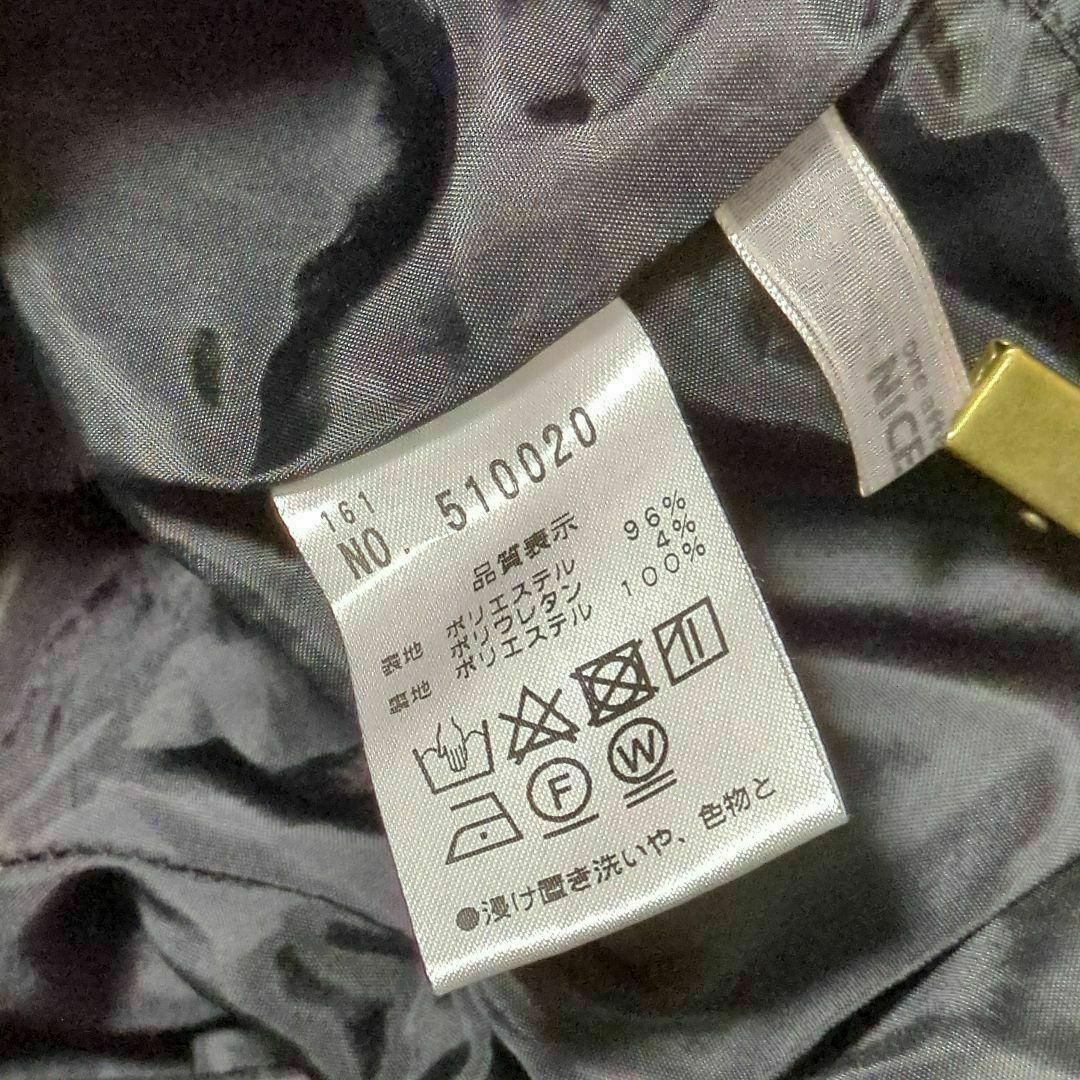 161
NO. 510020
品質表示
ポリエステル 96%
表地 ポリウレタン 4%
裏地 ポリエステル 100%
F
W
●浸け置き洗いや、色物と
one
NICE